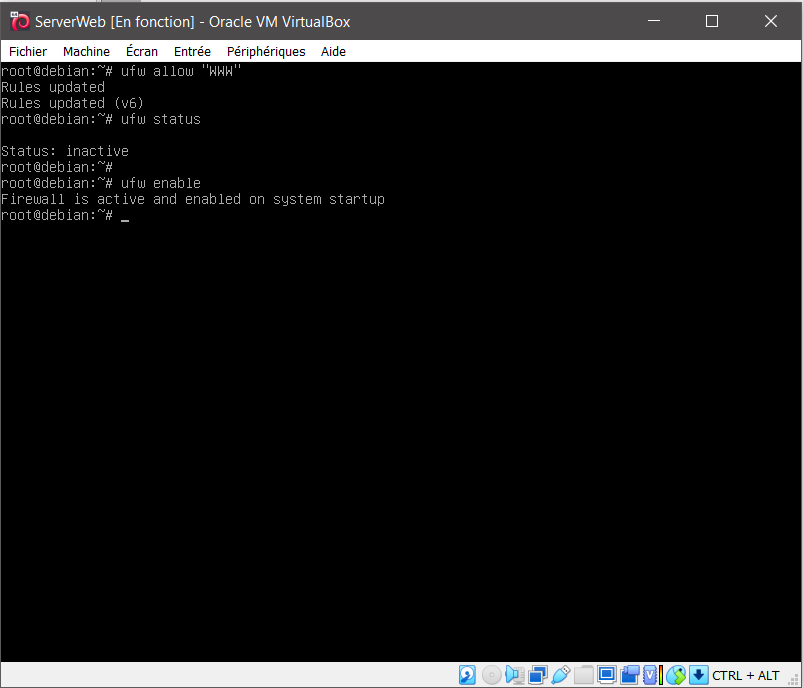 ServerWeb [En fonction] - Oracle VM VirtualBox
Fichier Machine Écran Entrée Périphériques Aide
root@debian:~# ufw allow "WWW"
Rules updated
Rules updated (v6)
root@debian:~# ufw status
Status: inactive
root@debian:~#
root@debian:~# ufw enable
Firewall is active and enabled on system startup
root@debian:~# _
CTRL + ALT